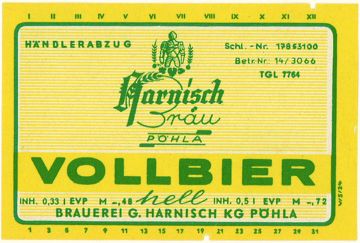 I II III IV V VI VII VIII IX X XI XII
HÄNDLERABZUG
Schl.-Nr. 17853100
Betr.Nr.: 14/3066
TGL 7764
Harnisch
Bräu
PÖHLA
VOLLBIER
hell
INH. 0,33 l EVP M -,48 INH. 0,5 l EVP M -,72
BRAUEREI G. HARNISCH KG PÖHLA
1 3 5 7 9 11 13 15 17 19 21 23 25 27 29 31